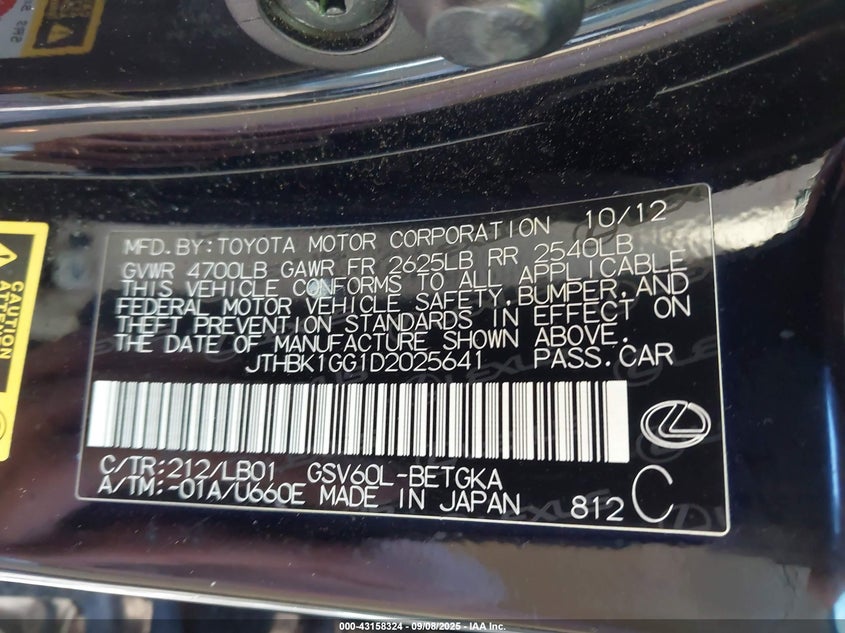 MFD.BY:TOYOTA MOTOR CORPORATION 10/12
GVWR 4700LB GAWR FR 2625LB RR 2540LB
THIS VEHICLE CONFORMS TO ALL APPLICABLE
FEDERAL MOTOR VEHICLE SAFETY,BUMPER,AND
THEFT PREVENTION STANDARDS IN EFFECT ON
THE DATE OF MANUFACTURE SHOWN ABOVE.
JTHBK1GG1D2025641 PASS.CAR
C/TR:212/LB01 GSV60L-BETGKA
A/TM:-01A/U660E MADE IN JAPAN 812 C
CAUTION
000-43158324 - 09/08/2025 - IAA Inc.